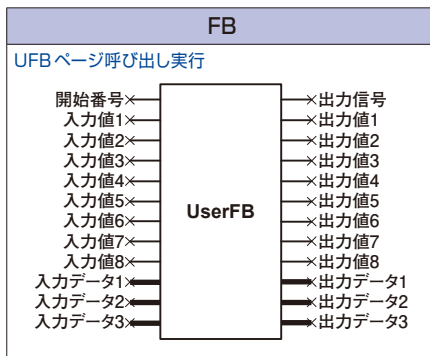 FB
UFBページ呼び出し実行
開始番号 出力信号
入力値1 出力値1
入力値2 出力値2
入力値3 出力値3
入力値4 出力値4
入力値5 出力値5
入力値6 出力値6
入力値7 出力値7
入力値8 出力値8
入力データ1 出力データ1
入力データ2 出力データ2
入力データ3 出力データ3
UserFB